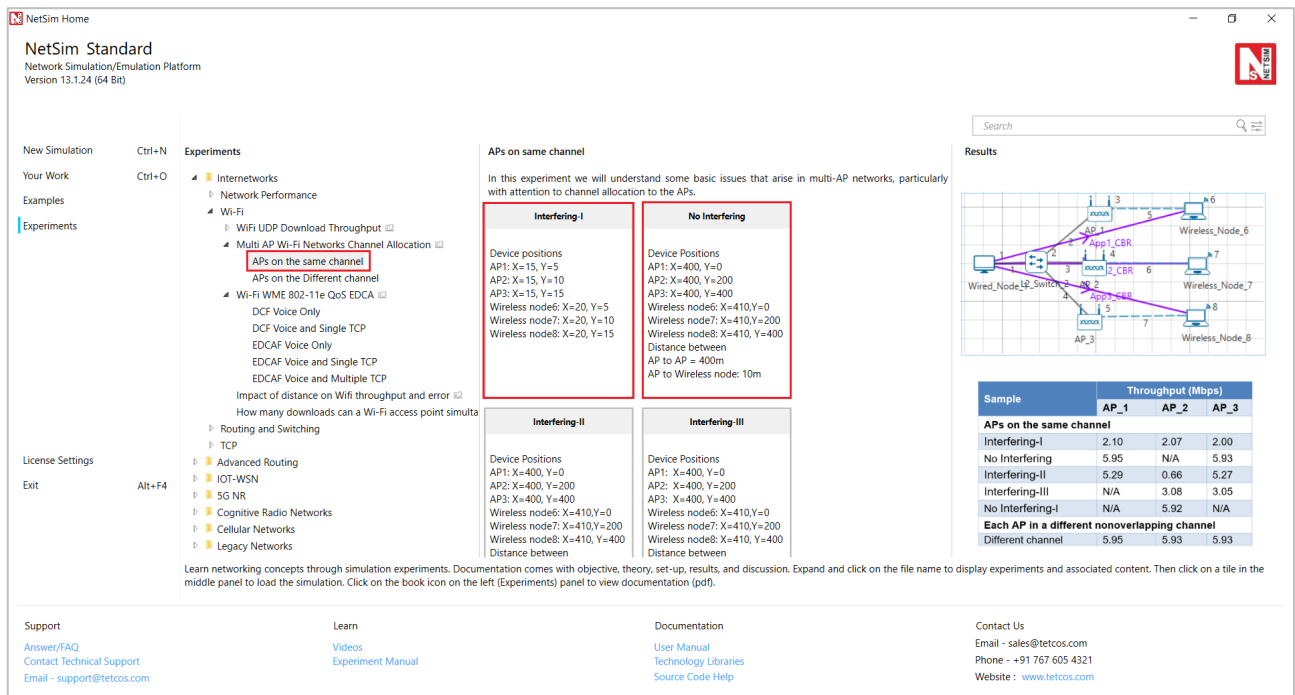 NetSim Home
NetSim Standard
Network Simulation/Emulation Platform
Version 13.1.24 (64 Bit)
NETSIM
Search
New Simulation Ctrl+N
Your Work Ctrl+O
Examples
Experiments
License Settings
Exit Alt+F4
Experiments
Internetworks
Network Performance
Wi-Fi
WiFi UDP Download Throughput
Multi AP Wi-Fi Networks Channel Allocation
APs on the same channel
APs on the Different channel
Wi-Fi WME 802-11e QoS EDCA
DCF Voice Only
DCF Voice and Single TCP
EDCAF Voice Only
EDCAF Voice and Single TCP
EDCAF Voice and Multiple TCP
Impact of distance on Wifi throughput and error
How many downloads can a Wi-Fi access point simulta
Routing and Switching
TCP
Advanced Routing
IOT-WSN
5G NR
Cognitive Radio Networks
Cellular Networks
Legacy Networks
APs on same channel
In this experiment we will understand some basic issues that arise in multi-AP networks, particularly
with attention to channel allocation to the APs.
Interfering-I
Device positions
AP1: X=15, Y=5
AP2: X=15, Y=10
AP3: X=15, Y=15
Wireless node6: X=20, Y=5
Wireless node7: X=20, Y=10
Wireless node8: X=20, Y=15
No Interfering
Device positions
AP1: X=400, Y=0
AP2: X=400, Y=200
AP3: X=400, Y=400
Wireless node6: X=410,Y=0
Wireless node7: X=410,Y=200
Wireless node8: X=410, Y=400
Distance between
AP to AP = 400m
AP to Wireless node: 10m
Interfering-II
Device Positions
AP1: X=400, Y=0
AP2: X=400, Y=200
AP3: X=400, Y=400
Wireless node6: X=410,Y=0
Wireless node7: X=410,Y=200
Wireless node8: X=410, Y=400
Distance between
Interfering-III
Device Positions
AP1: X=400, Y=0
AP2: X=400, Y=200
AP3: X=400, Y=400
Wireless node6: X=410,Y=0
Wireless node7: X=410,Y=200
Wireless node8: X=410, Y=400
Distance between
Results
3 6
AP_1 5 Wireless_Node_6
2 App1_CBR
1 2 4 7
1 3 2_CBR 6
AP_2 Wireless_Node_7
4 App3_CBR
5 8
7
AP_3 Wireless_Node_8
Sample Throughput (Mbps)
AP_1 AP_2 AP_3
APs on the same channel
Interfering-I 2.10 2.07 2.00
No Interfering 5.95 N/A 5.93
Interfering-II 5.29 0.66 5.27
Interfering-III N/A 3.08 3.05
No Interfering-I N/A 5.92 N/A
Each AP in a different nonoverlapping channel
Different channel 5.95 5.93 5.93
Learn networking concepts through simulation experiments. Documentation comes with objective, theory, set-up, results, and discussion. Expand and click on the file name to display experiments and associated content. Then click on a tile in the
middle panel to load the simulation. Click on the book icon on the left (Experiments) panel to view documentation (pdf).
Support
Answer/FAQ
Contact Technical Support
Email - support@tetcos.com
Learn
Videos
Experiment Manual
Documentation
User Manual
Technology Libraries
Source Code Help
Contact Us
Email - sales@tetcos.com
Phone - +91 767 605 4321
Website : www.tetcos.com